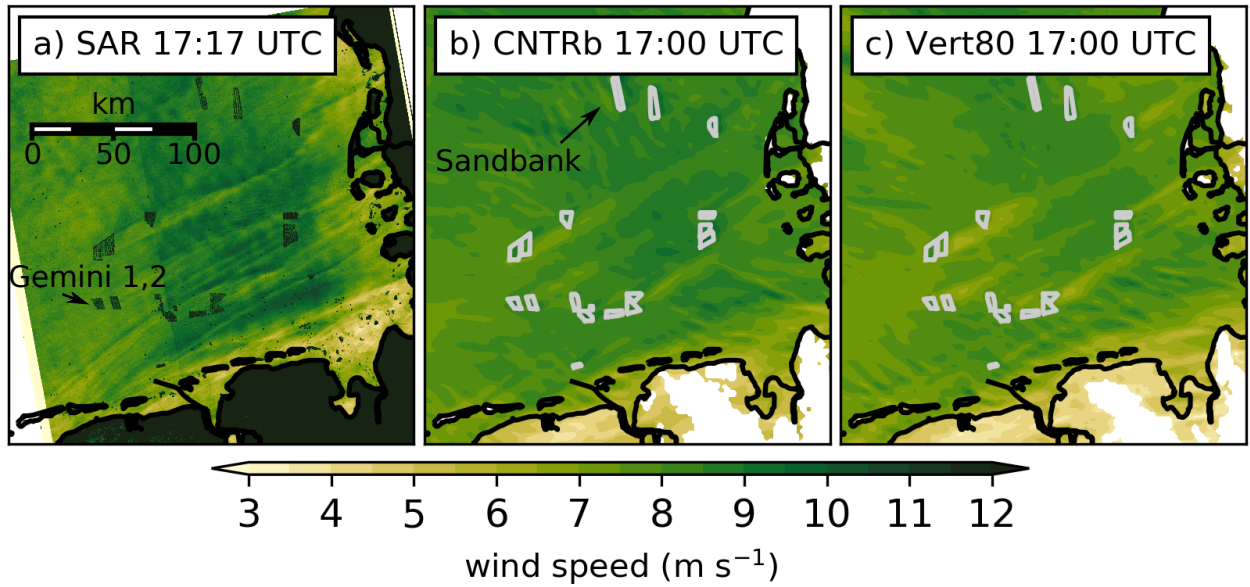 a) SAR 17:17 UTC
b) CNTRb 17:00 UTC
c) Vert80 17:00 UTC
km
0 50 100
Sandbank
Gemini 1,2
3 4 5 6 7 8 9 10 11 12
wind speed (m s⁻¹)